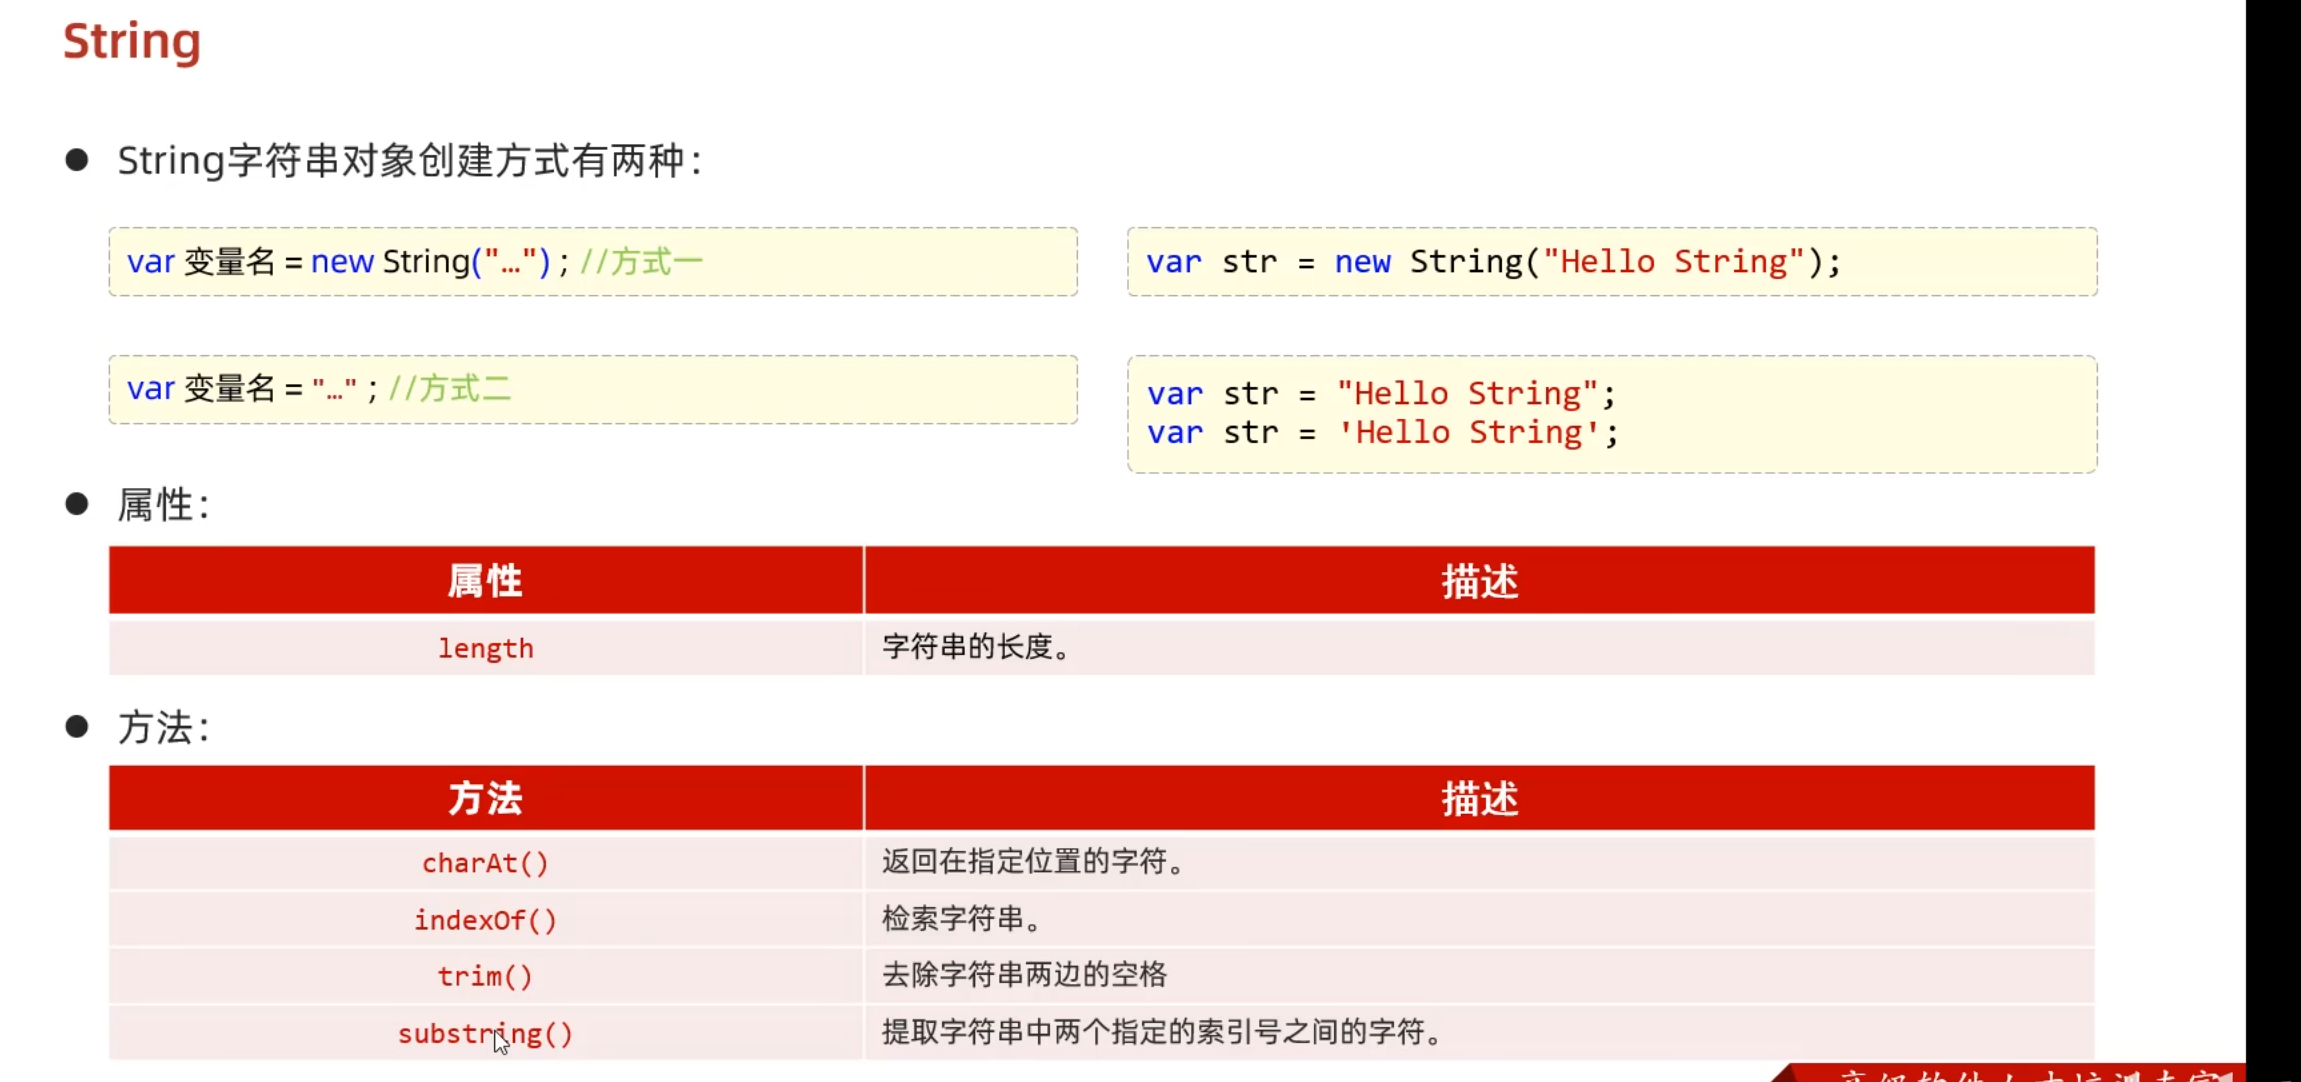 String
● String字符串对象创建方式有两种：
var 变量名 = new String("…") ; //方式一
var str = new String("Hello String");
var 变量名 = "…" ; //方式二
var str = "Hello String";
var str = 'Hello String';
● 属性：
属性 描述
length 字符串的长度。
● 方法：
方法 描述
charAt() 返回在指定位置的字符。
indexOf() 检索字符串。
trim() 去除字符串两边的空格
substring() 提取字符串中两个指定的索引号之间的字符。